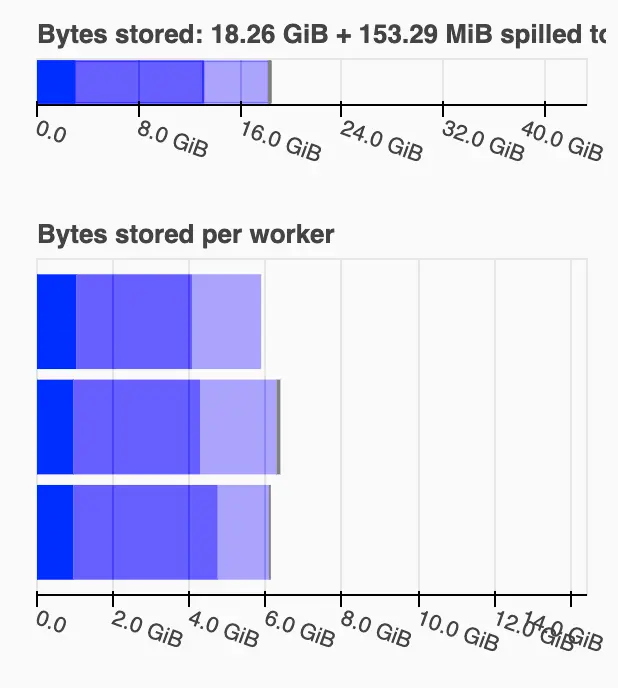 Bytes stored: 18.26 GiB + 153.29 MiB spilled to
0.0 8.0 GiB 16.0 GiB 24.0 GiB 32.0 GiB 40.0 GiB
Bytes stored per worker
0.0 2.0 GiB 4.0 GiB 6.0 GiB 8.0 GiB 10.0 GiB 12.0 GiB 14.0 GiB